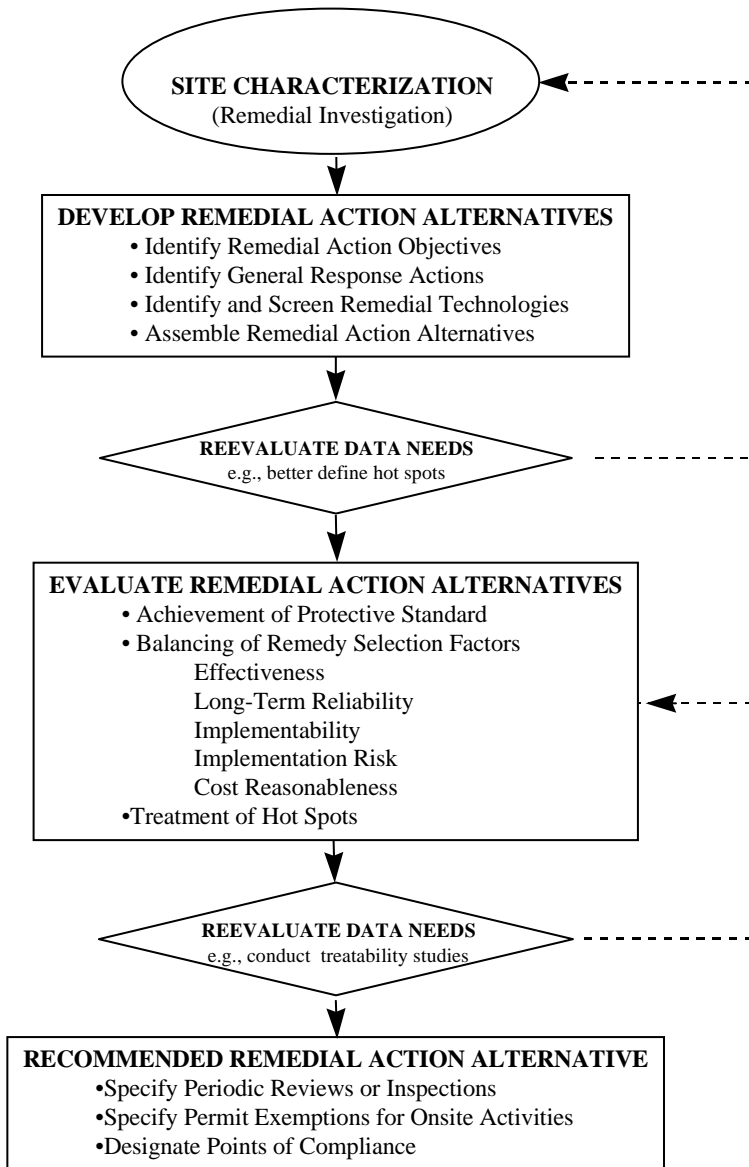 SITE CHARACTERIZATION
(Remedial Investigation)
DEVELOP REMEDIAL ACTION ALTERNATIVES
• Identify Remedial Action Objectives
• Identify General Response Actions
• Identify and Screen Remedial Technologies
• Assemble Remedial Action Alternatives
REEVALUATE DATA NEEDS
e.g., better define hot spots
EVALUATE REMEDIAL ACTION ALTERNATIVES
• Achievement of Protective Standard
• Balancing of Remedy Selection Factors
Effectiveness
Long-Term Reliability
Implementability
Implementation Risk
Cost Reasonableness
•Treatment of Hot Spots
REEVALUATE DATA NEEDS
e.g., conduct treatability studies
RECOMMENDED REMEDIAL ACTION ALTERNATIVE
•Specify Periodic Reviews or Inspections
•Specify Permit Exemptions for Onsite Activities
•Designate Points of Compliance